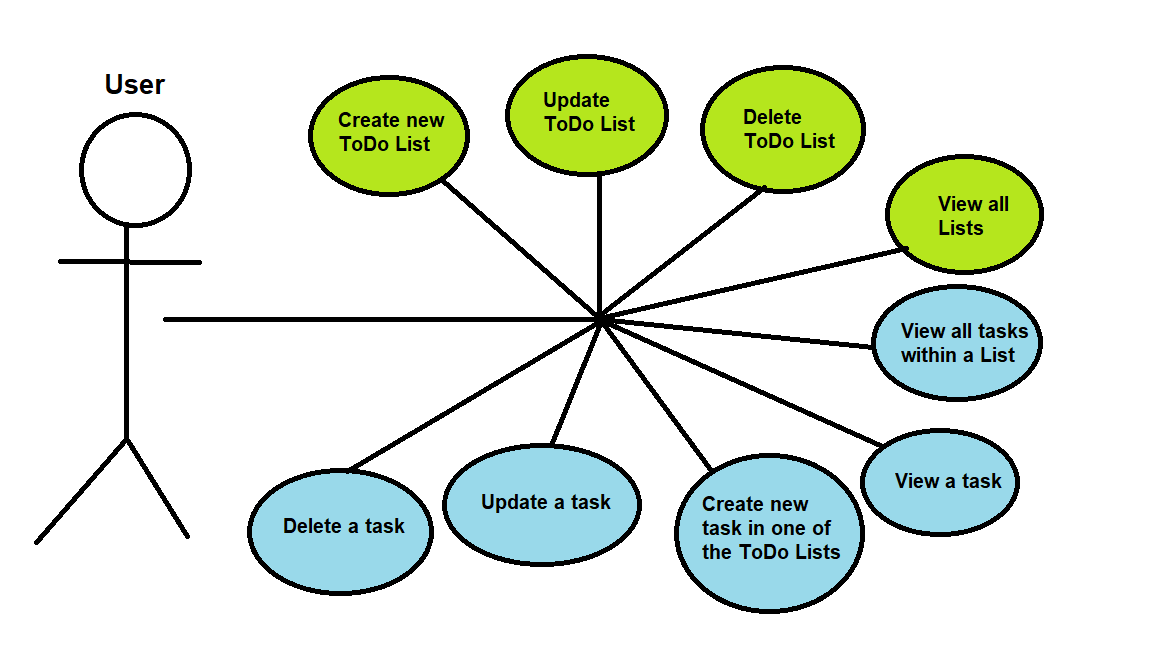 User
Create new
ToDo List
Update
ToDo List
Delete
ToDo List
View all
Lists
View all tasks
within a List
View a task
Create new
task in one of
the ToDo Lists
Update a task
Delete a task